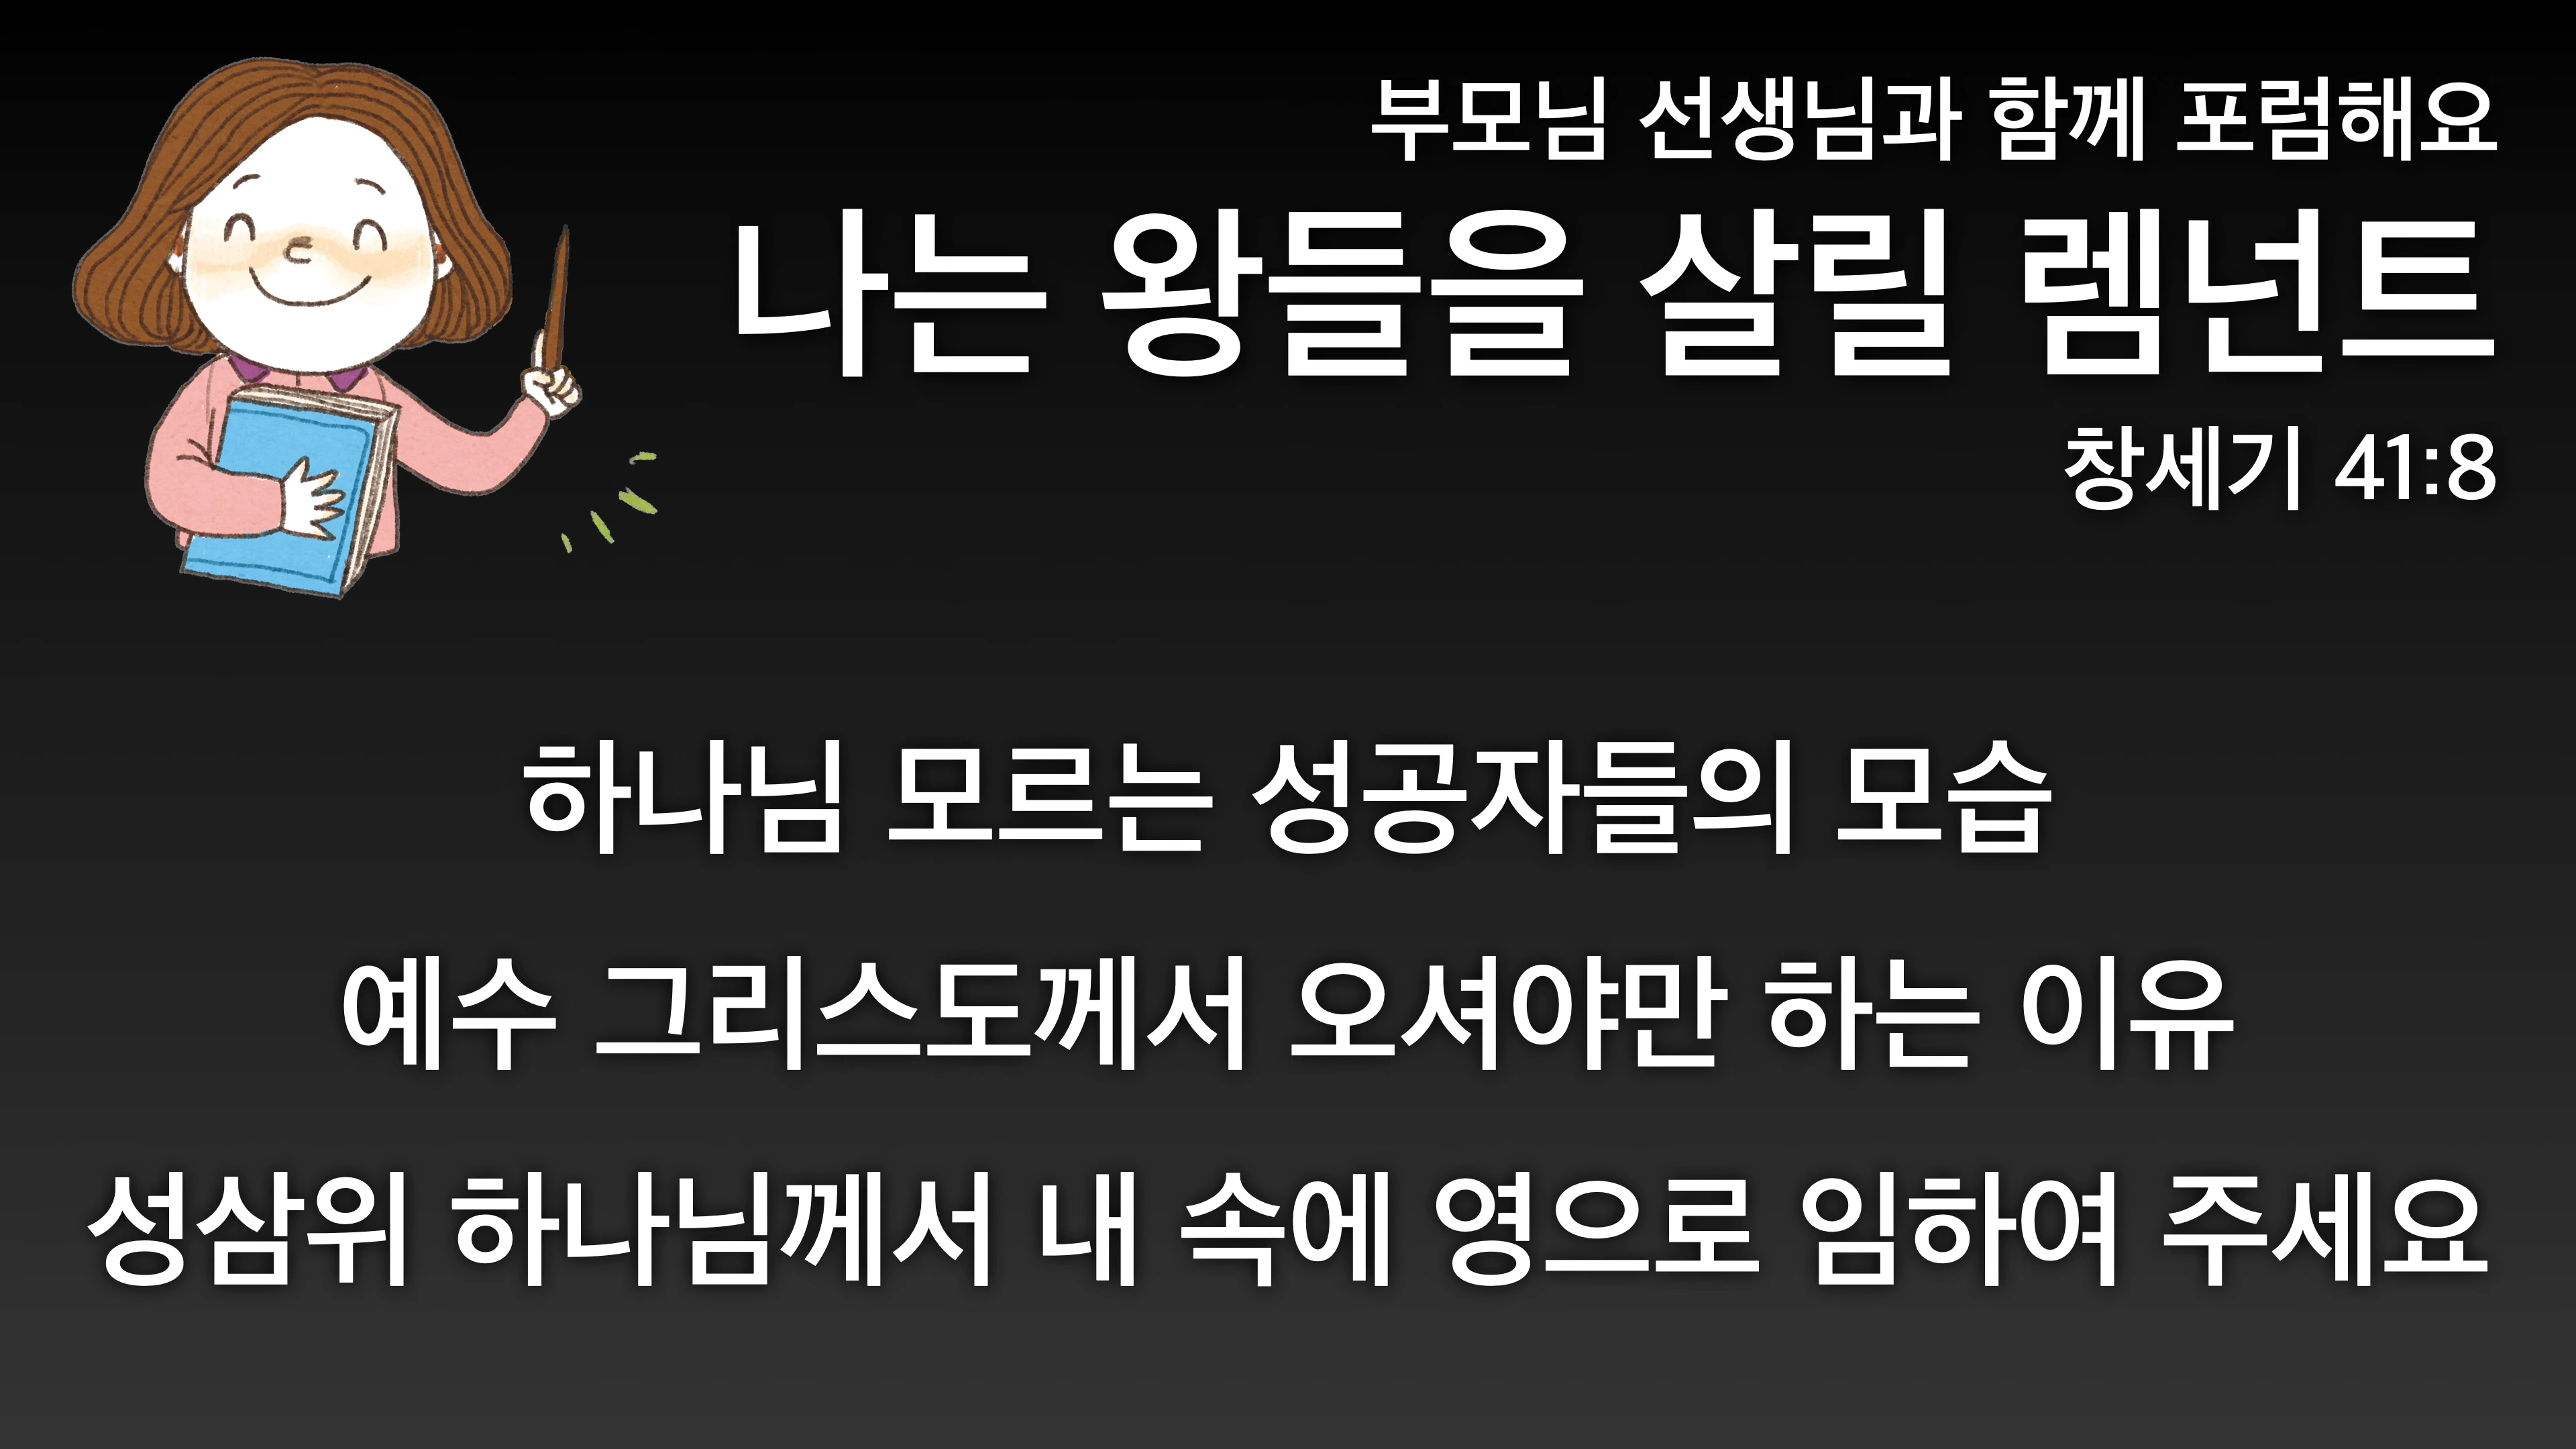 부모님 선생님과 함께 포럼해요
나는 왕들을 살릴 렘넌트
창세기 41:8
하나님 모르는 성공자들의 모습
예수 그리스도께서 오셔야만 하는 이유
성삼위 하나님께서 내 속에 영으로 임하여 주세요